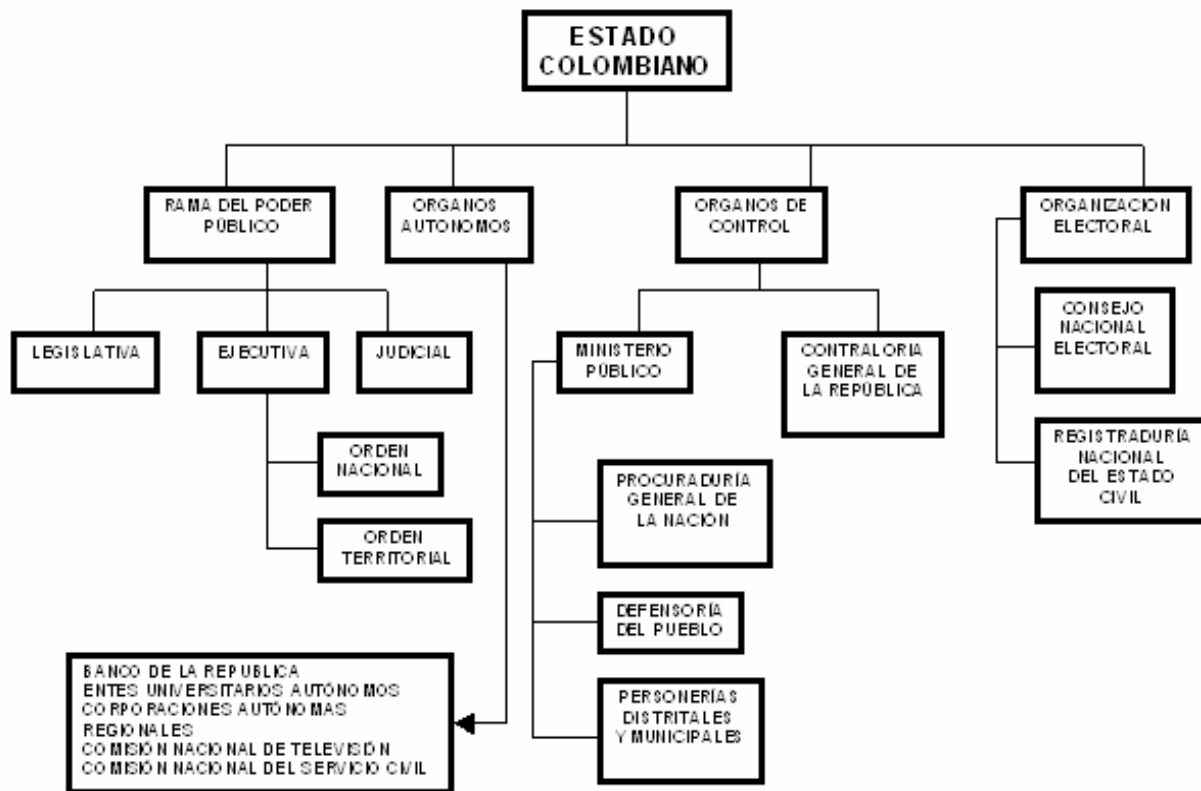 ESTADO
COLOMBIANO
RAMA DEL PODER
PÚBLICO
ORGANOS
AUTONOMOS
ORGANOS DE
CONTROL
ORGANIZACION
ELECTORAL
LEGISLATIVA
EJECUTIVA
JUDICIAL
MINISTERIO
PÚBLICO
CONTRALORIA
GENERAL DE
LA REPÚBLICA
CONSEJO
NACIONAL
ELECTORAL
ORDEN
NACIONAL
ORDEN
TERRITORIAL
PROCURADURÍA
GENERAL DE
LA NACIÓN
REGISTRADURÍA
NACIONAL
DEL ESTADO
CIVIL
DEFENSORÍA
DEL PUEBLO
PERSONERÍAS
DISTRITALES
Y MUNICIPALES
BANCO DE LA REPUBLICA
ENTES UNIVERSITARIOS AUTÓNOMOS
CORPORACIONES AUTÓNOMAS
REGIONALES
COMISIÓN NACIONAL DE TELEVISIÓN
COMISIÓN NACIONAL DEL SERVICIO CIVIL